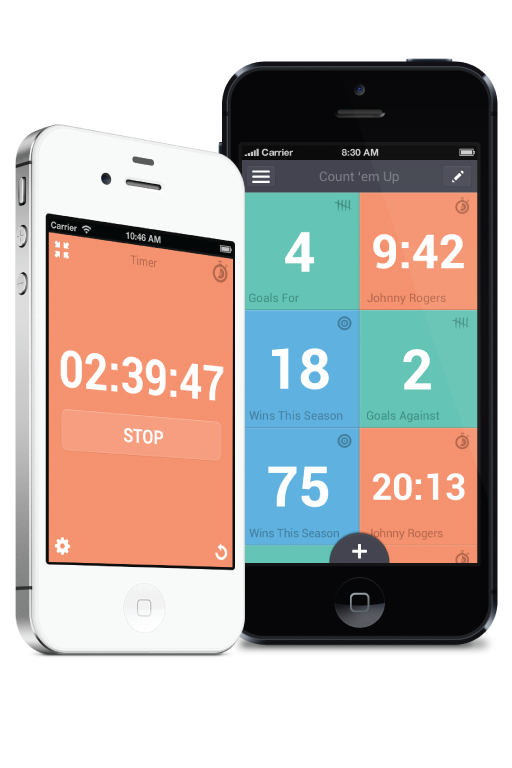 Carrier 10:46 AM
Timer
02:39:47
STOP
Carrier 8:30 AM
Count 'em Up
4 9:42
Goals For Johnny Rogers
18 2
Wins This Season Goals Against
75 20:13
Wins This Season Johnny Rogers
+